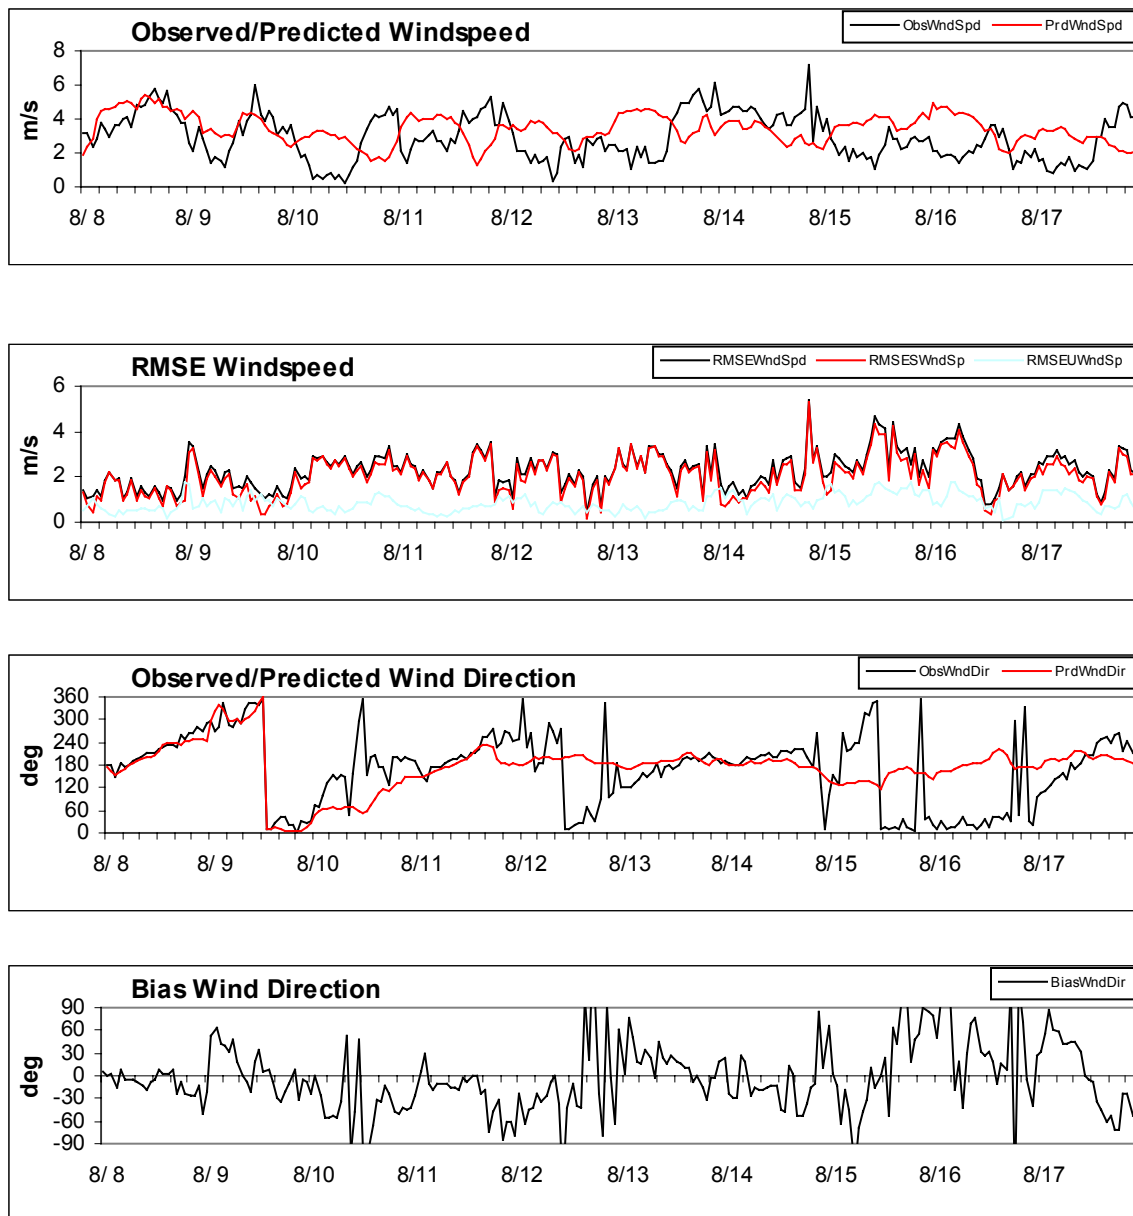 Observed/Predicted Windspeed
ObsWndSpd PrdWndSpd
8
6
4
2
0
m/s
8/ 8 8/ 9 8/10 8/11 8/12 8/13 8/14 8/15 8/16 8/17
RMSE Windspeed
RMSEWndSpd RMSESWndSp RMSEUWndSp
6
4
2
0
m/s
8/ 8 8/ 9 8/10 8/11 8/12 8/13 8/14 8/15 8/16 8/17
Observed/Predicted Wind Direction
ObsWndDir PrdWndDir
360
300
240
180
120
60
0
deg
8/ 8 8/ 9 8/10 8/11 8/12 8/13 8/14 8/15 8/16 8/17
Bias Wind Direction
BiasWndDir
90
60
30
0
-30
-60
-90
deg
8/ 8 8/ 9 8/10 8/11 8/12 8/13 8/14 8/15 8/16 8/17